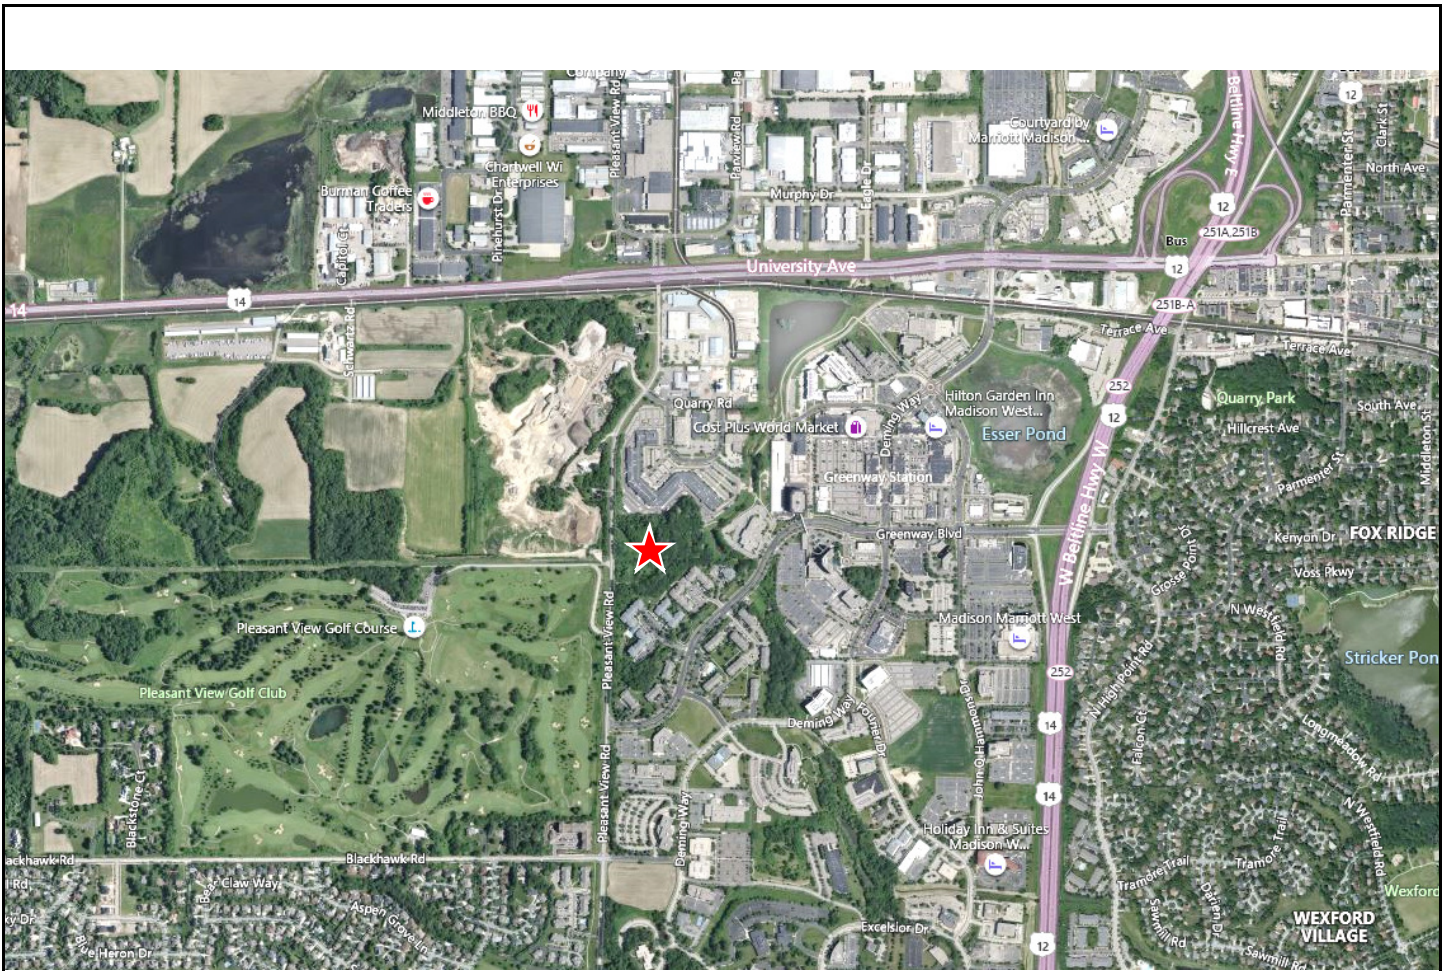 Company
Middleton BBQ
Pleasant View Rd
Pa
Parview Rd
Courtyard by
Marriott Madison ...
Beltline Hwy E
12
Clark St
Parmenter St
North Ave
Chartwell Wi
Enterprises
Burman Coffee
Traders
Pinehurst Dr
Capitol Ct
Murphy Dr
Eagle Dr
12
251A,251B
Bus
12
University Ave
14
14
251B-A
Terrace Ave
Terrace Ave
Schwartz Rd
252
12
Quarry Rd
Cost Plus World Market
Deming Way
Hilton Garden Inn
Madison West...
Esser Pond
Quarry Park
South Ave
Hillcrest Ave
Middleton St
Parmenter St
Greenway Station
W Beltline Hwy W
Greenway Blvd
Grosse Point Dr
Kenyon Dr
FOX RIDGE
Voss Pkwy
Pleasant View Golf Course
Pleasant View Rd
Madison Marriott West
N Westfield Rd
Stricker Pon
Pleasant View Golf Club
252
N High Point Rd
Deming Way
Fourier Dr
John Q Hammons Dr
14
Falcon Ct
Longmeadow Rd
Blackstone Ct
Pleasant View Rd
Deming Way
14
N Westfield Rd
Holiday Inn & Suites
Madison W...
Tramore Trail
Tramore Trail
ackhawk Rd
Blackhawk Rd
l Rd
Bear Claw Way
Darien Dr
Wexford
ky Dr
Aspen Grove Ln
Sawmill Rd
WEXFORD
VILLAGE
Blue Heron Dr
Excelsior Dr
12
Sawmill Rd